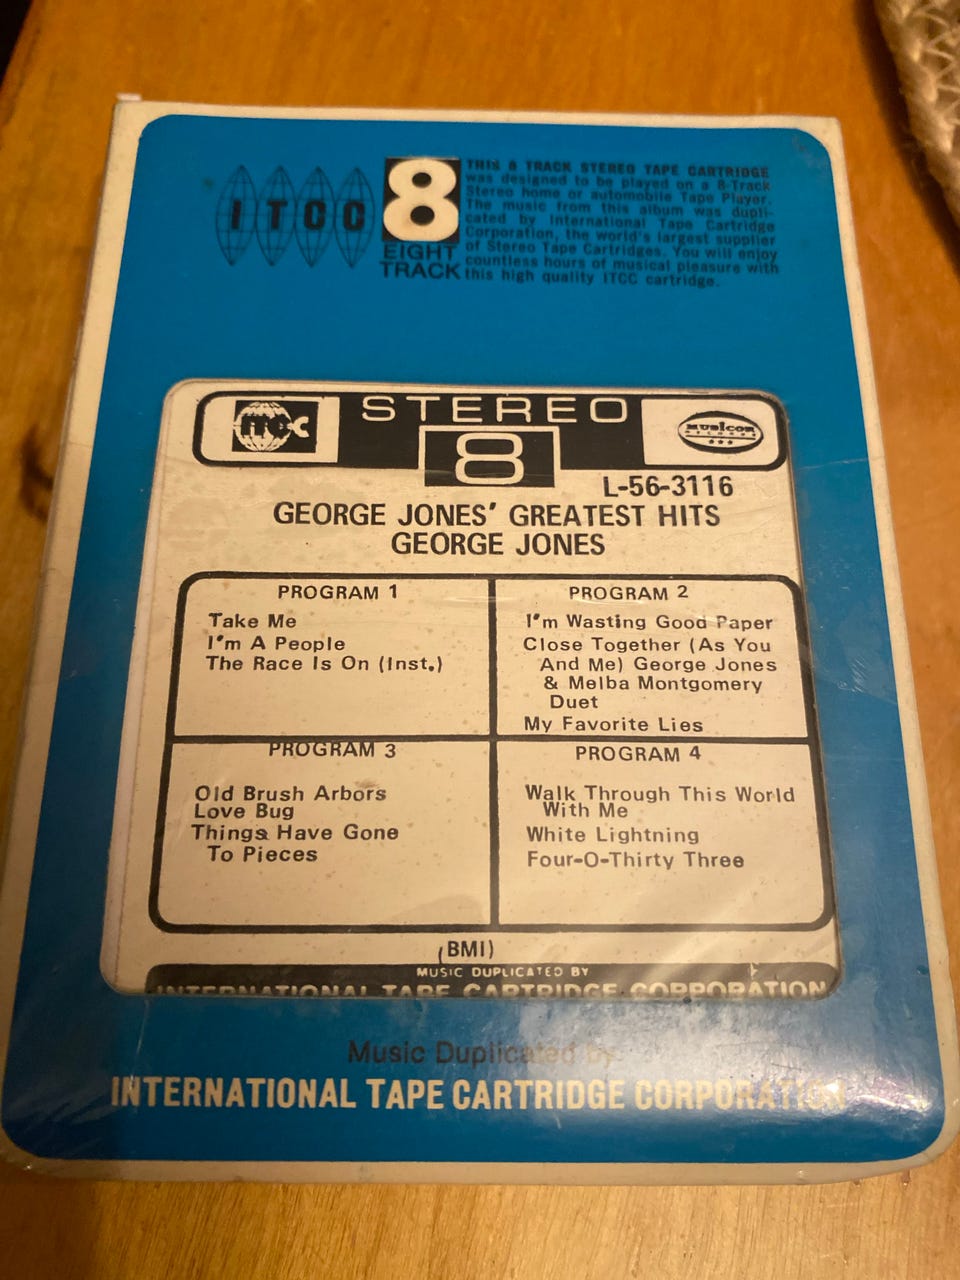 ITCC
8
EIGHT
TRACK
THIS 8 TRACK STEREO TAPE CARTRIDGE
was designed to be played on a 8-Track
Stereo home or automobile Tape Player.
The music from this album was dupli-
cated by International Tape Cartridge
Corporation, the world's largest supplier
of Stereo Tape Cartridges. You will enjoy
countless hours of musical pleasure with
this high quality ITCC cartridge.
ITCC
STEREO
8
MUSICOR
RECORDS
L-56-3116
GEORGE JONES' GREATEST HITS
GEORGE JONES
PROGRAM 1
Take Me
I'm A People
The Race Is On (Inst.)
PROGRAM 2
I'm Wasting Good Paper
Close Together (As You
And Me) George Jones
& Melba Montgomery
Duet
My Favorite Lies
PROGRAM 3
Old Brush Arbors
Love Bug
Things Have Gone
To Pieces
PROGRAM 4
Walk Through This World
With Me
White Lightning
Four-O-Thirty Three
(BMI)
MUSIC DUPLICATED BY
INTERNATIONAL TAPE CARTRIDGE CORPORATION
Music Duplicated by
INTERNATIONAL TAPE CARTRIDGE CORPORATION